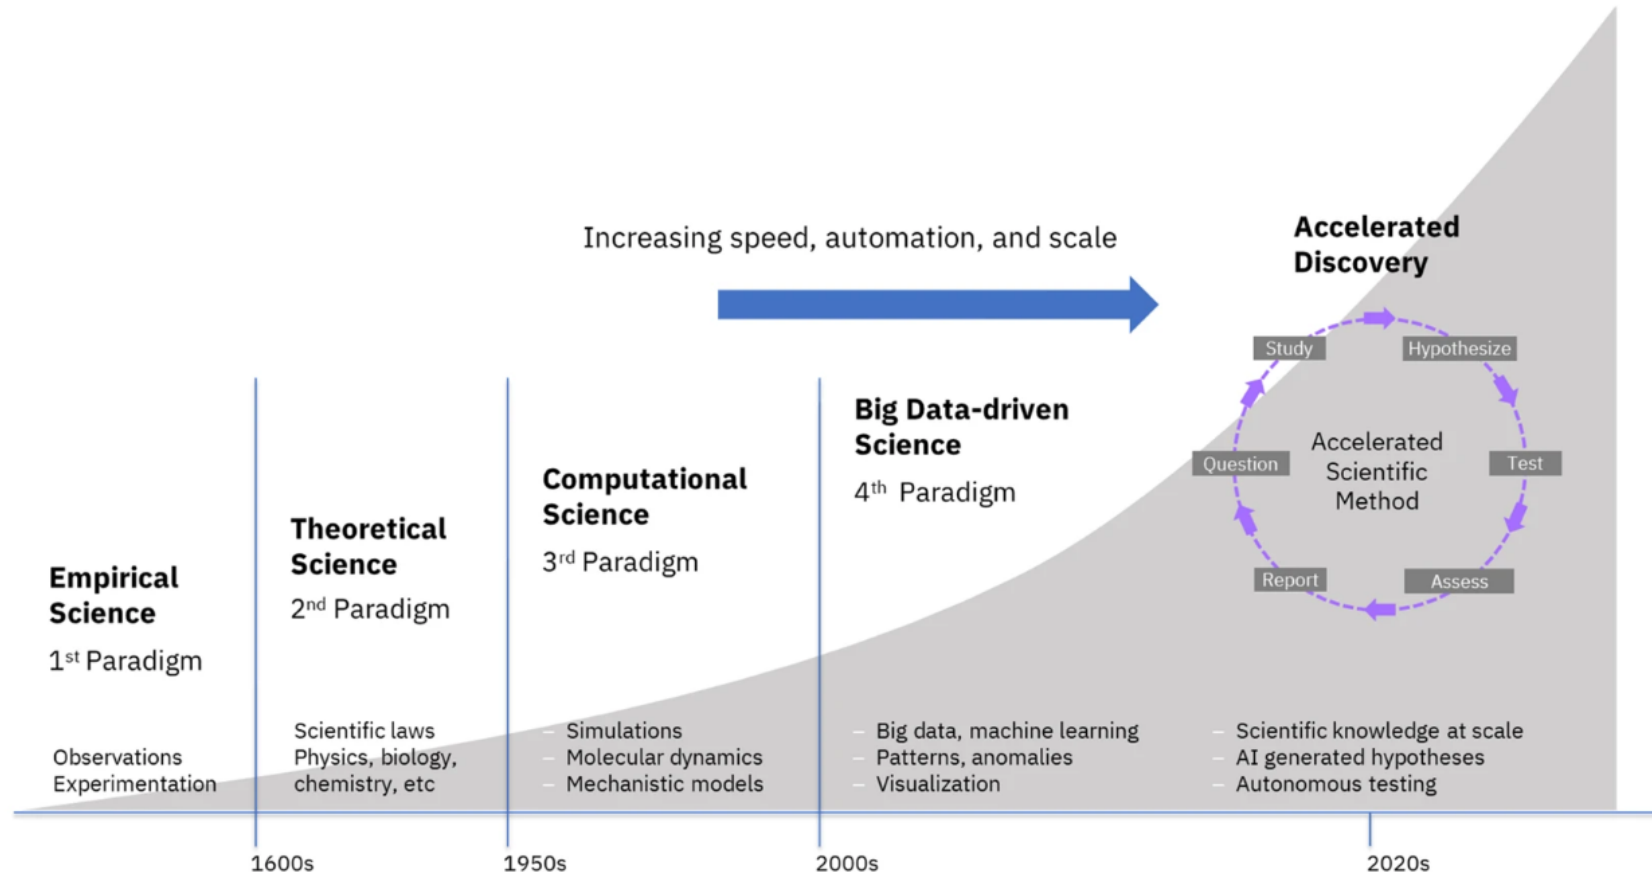 Increasing speed, automation, and scale
Empirical
Science
1st Paradigm
Observations
Experimentation
Theoretical
Science
2nd Paradigm
Scientific laws
Physics, biology,
chemistry, etc
Computational
Science
3rd Paradigm
– Simulations
– Molecular dynamics
– Mechanistic models
Big Data-driven
Science
4th Paradigm
– Big data, machine learning
– Patterns, anomalies
– Visualization
Accelerated
Discovery
Study
Hypothesize
Question
Accelerated
Scientific
Method
Test
Report
Assess
– Scientific knowledge at scale
– AI generated hypotheses
– Autonomous testing
1600s
1950s
2000s
2020s